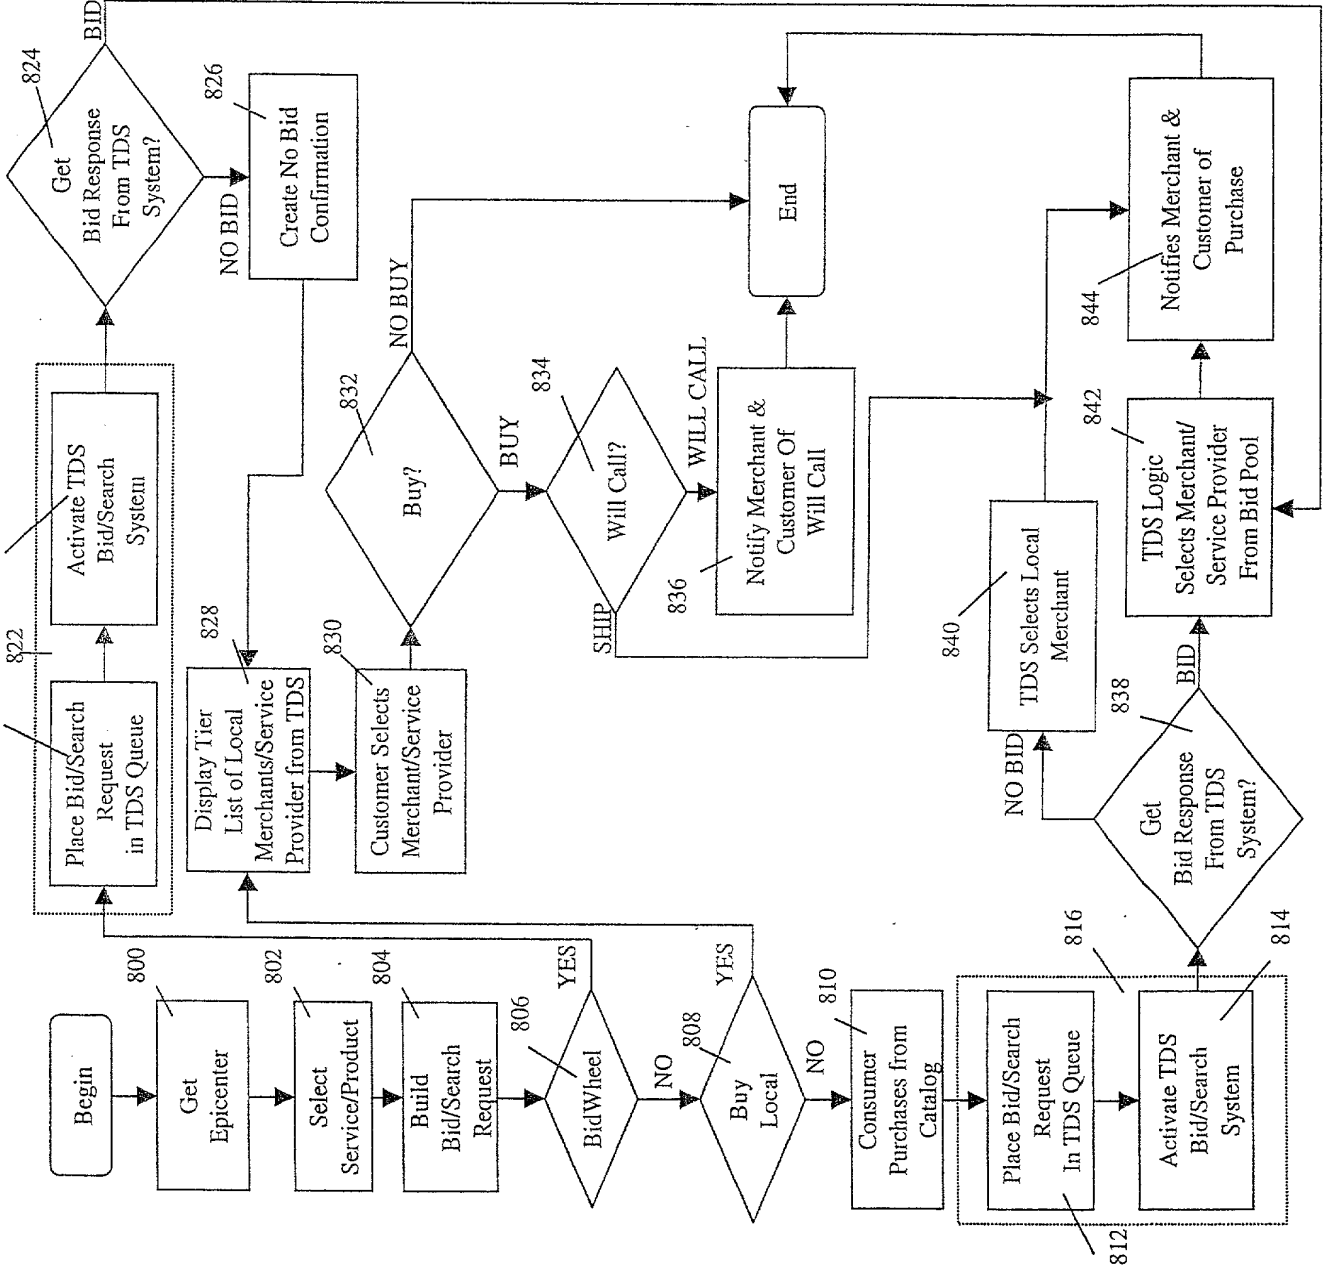 Begin
800
Get
Epicenter
802
Select
Service/Product
804
Build
Bid/Search
Request
806
BidWheel
YES
NO
808
Buy
Local
YES
NO
810
Consumer
Purchases from
Catalog
816
Place Bid/Search
Request
In TDS Queue
812
Activate TDS
Bid/Search
System
814
822
Place Bid/Search
Request
in TDS Queue
Activate TDS
Bid/Search
System
824
Get
Bid Response
From TDS
System?
BID
NO BID
826
Create No Bid
Confirmation
828
Display Tier
List of Local
Merchants/Service
Provider from TDS
830
Customer Selects
Merchant/Service
Provider
832
Buy?
NO BUY
BUY
834
Will Call?
SHIP
WILL CALL
836
Notify Merchant &
Customer Of
Will Call
End
838
Get
Bid Response
From TDS
System?
NO BID
BID
840
TDS Selects Local
Merchant
842
TDS Logic
Selects Merchant/
Service Provider
From Bid Pool
844
Notifies Merchant &
Customer of
Purchase